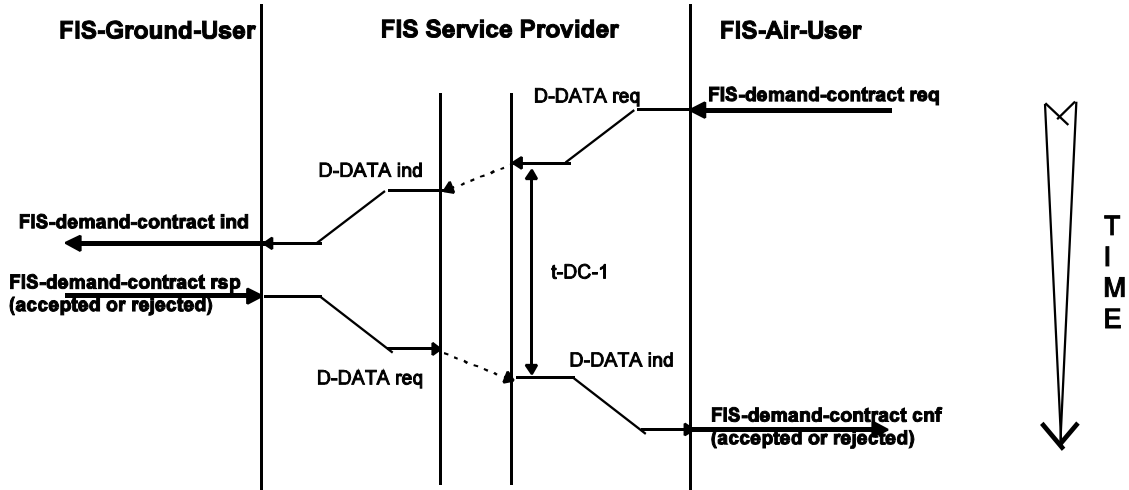 FIS-Ground-User
FIS Service Provider
FIS-Air-User
D-DATA req
FIS-demand-contract req
D-DATA ind
FIS-demand-contract ind
FIS-demand-contract rsp
(accepted or rejected)
t-DC-1
D-DATA req
D-DATA ind
FIS-demand-contract cnf
(accepted or rejected)
T
I
M
E